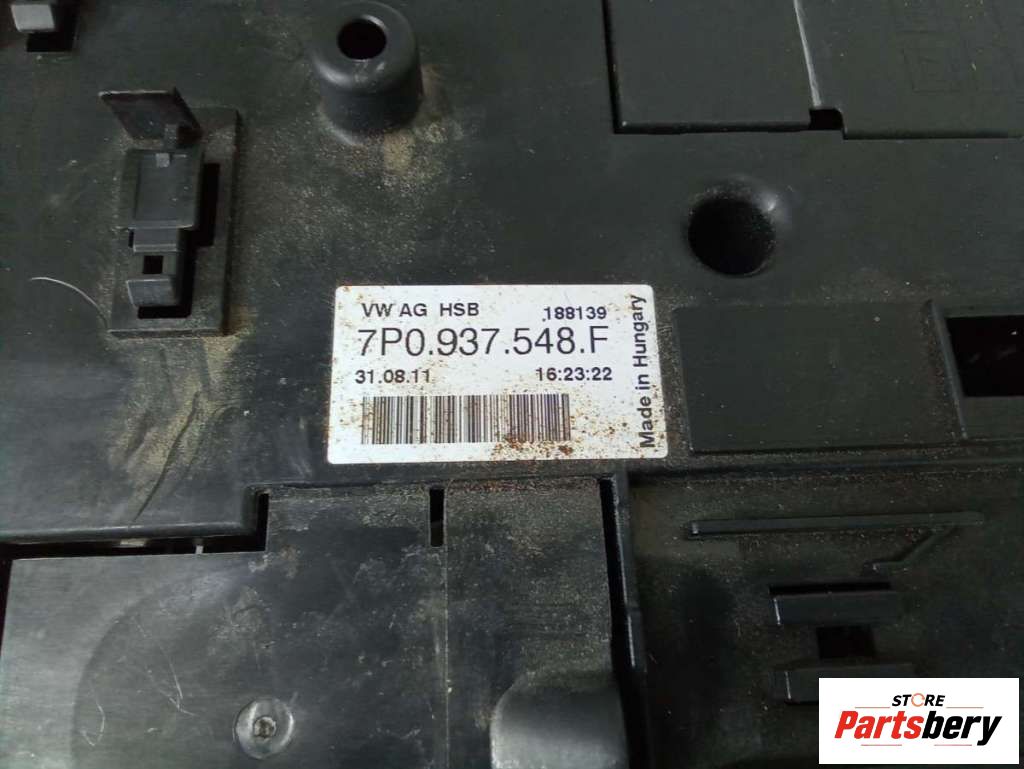 VW AG HSB 188139
7P0.937.548.F
31.08.11 16:23:22
Made in Hungary
STORE
Partsbery